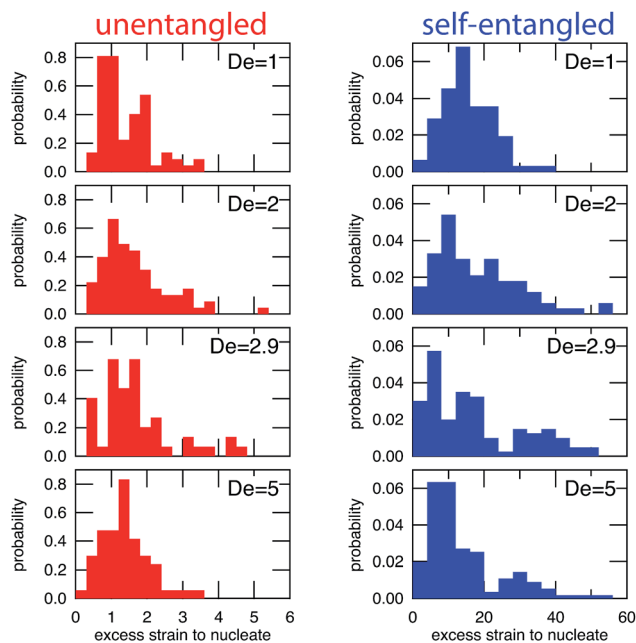 unentangled
self-entangled
probability
0.8
0.6
0.4
0.2
0.0
De=1
probability
0.06
0.04
0.02
0.00
De=1
probability
0.8
0.6
0.4
0.2
0.0
De=2
probability
0.06
0.04
0.02
0.00
De=2
probability
0.8
0.6
0.4
0.2
0.0
De=2.9
probability
0.06
0.04
0.02
0.00
De=2.9
probability
0.8
0.6
0.4
0.2
0.0
De=5
0 1 2 3 4 5 6
excess strain to nucleate
probability
0.06
0.04
0.02
0.00
De=5
0 20 40 60
excess strain to nucleate